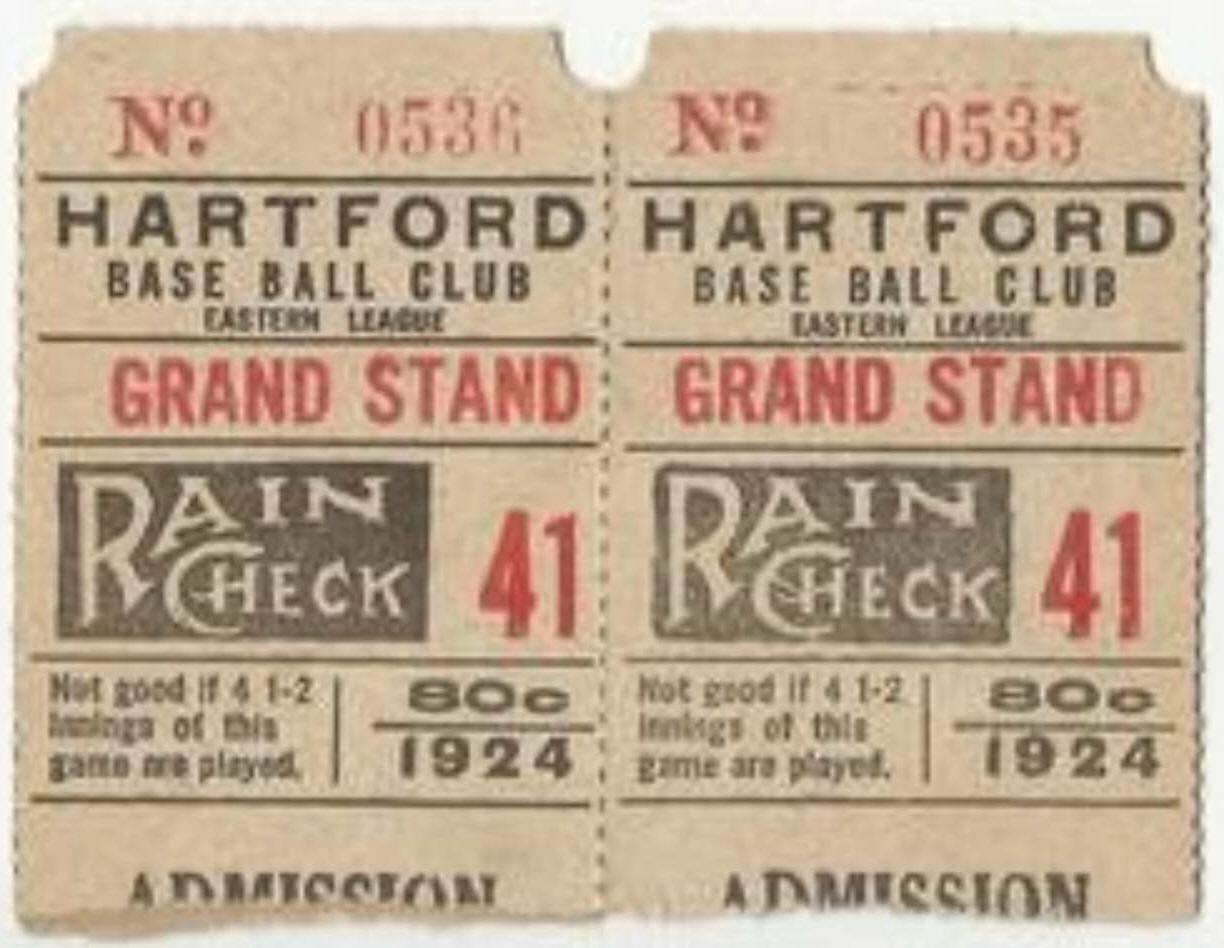 Nº 0536
HARTFORD
BASE BALL CLUB
EASTERN LEAGUE
GRAND STAND
RAIN
CHECK
41
Not good if 4 1-2
innings of this
game are played.
80c
1924
ADMISSION
Nº 0535
HARTFORD
BASE BALL CLUB
EASTERN LEAGUE
GRAND STAND
RAIN
CHECK
41
Not good if 4 1-2
innings of this
game are played.
80c
1924
ADMISSION